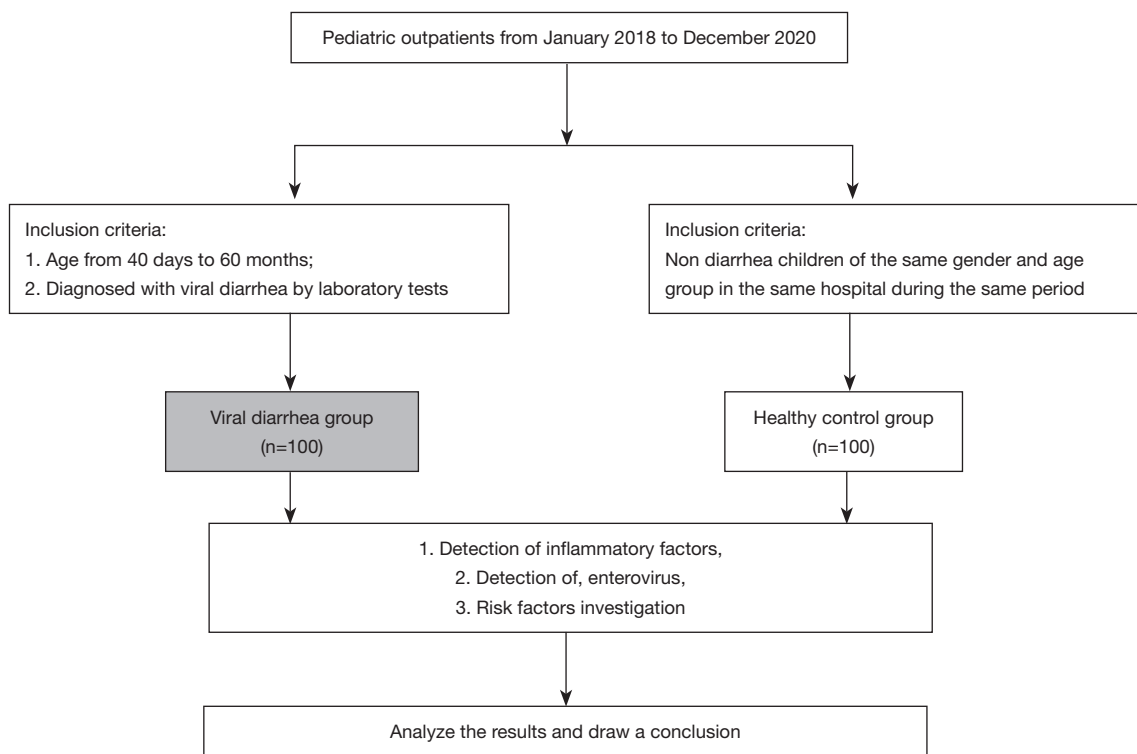 Pediatric outpatients from January 2018 to December 2020
Inclusion criteria:
1. Age from 40 days to 60 months;
2. Diagnosed with viral diarrhea by laboratory tests
Inclusion criteria:
Non diarrhea children of the same gender and age
group in the same hospital during the same period
Viral diarrhea group
(n=100)
Healthy control group
(n=100)
1. Detection of inflammatory factors,
2. Detection of, enterovirus,
3. Risk factors investigation
Analyze the results and draw a conclusion